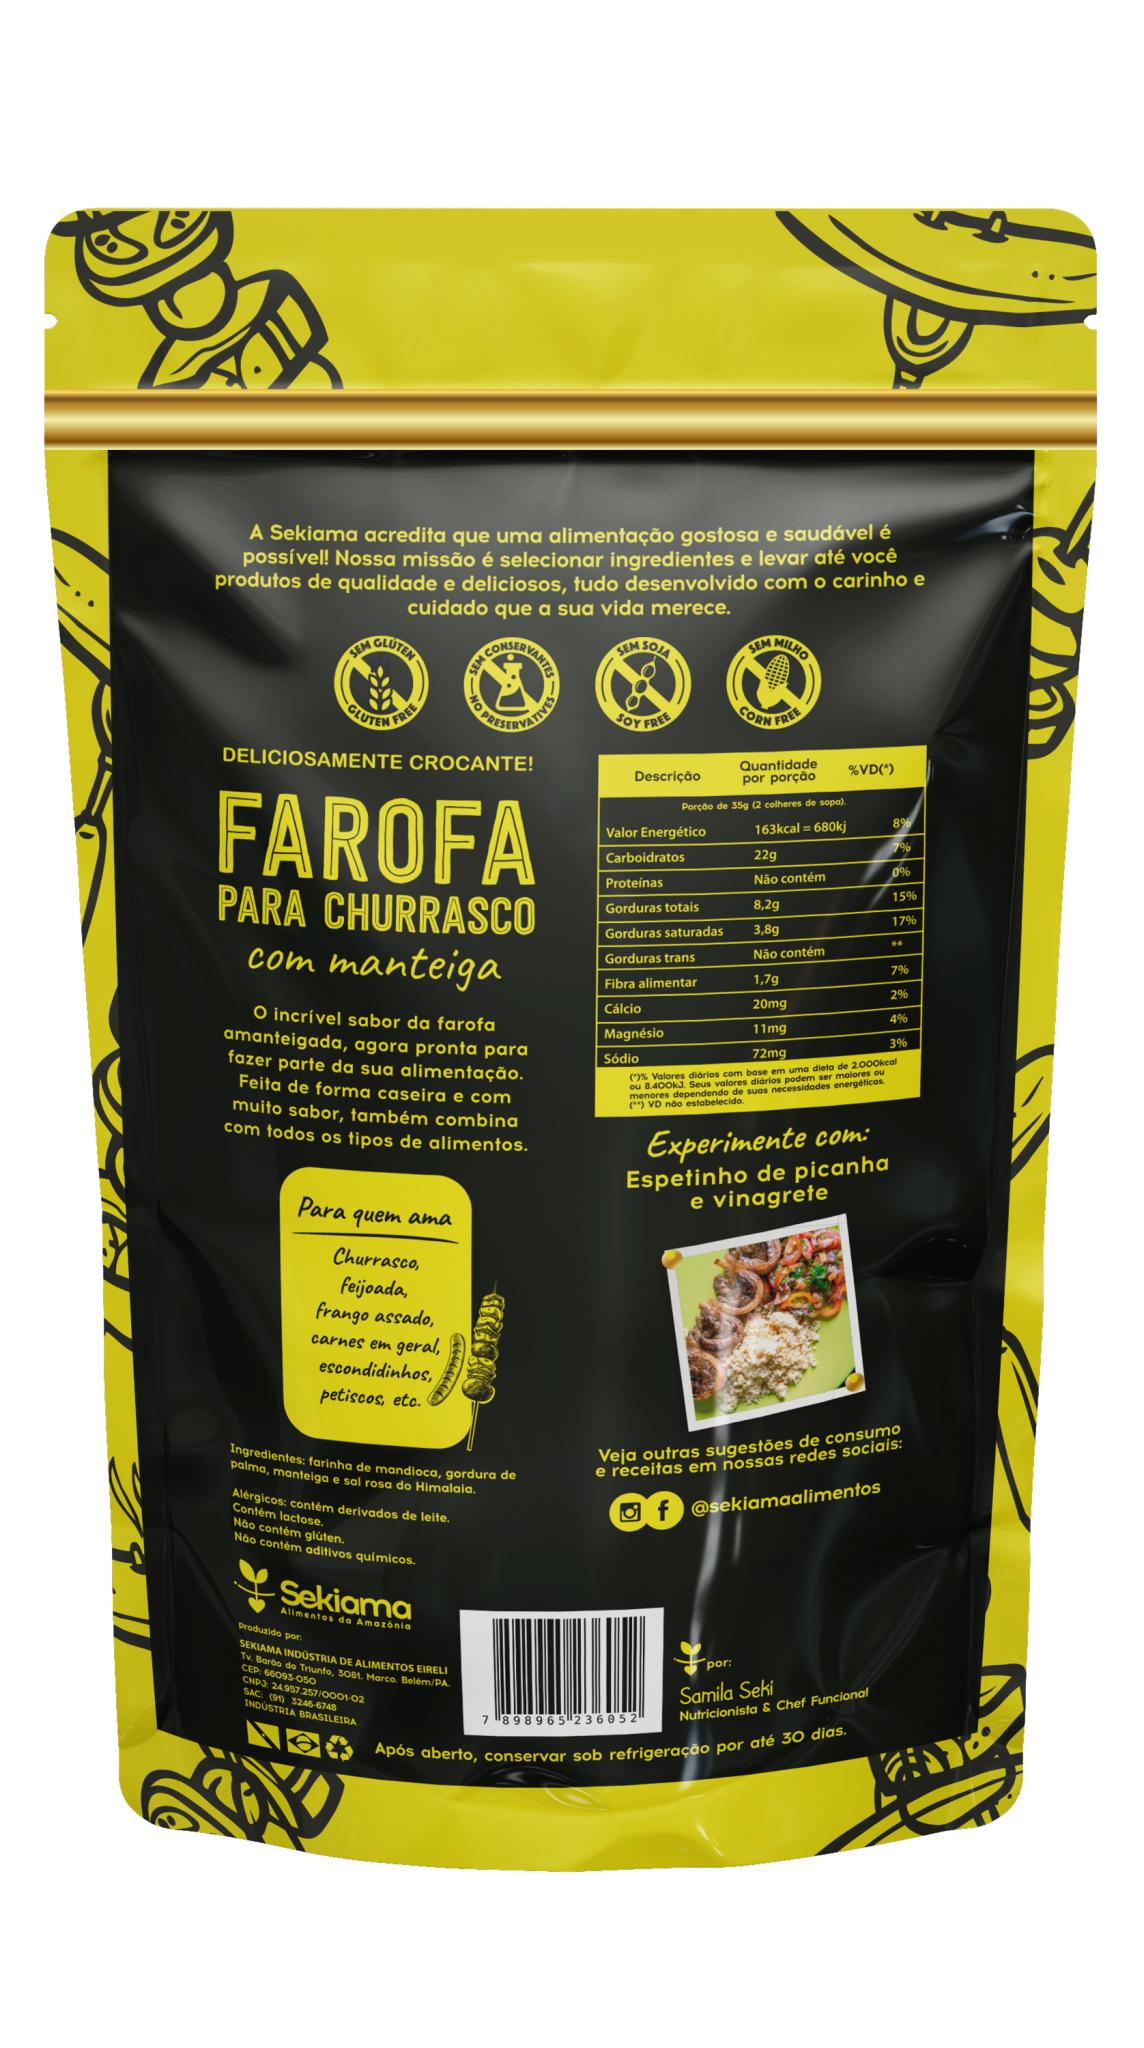 A Sekiama acredita que uma alimentação gostosa e saudável é
possível! Nossa missão é selecionar ingredientes e levar até você
produtos de qualidade e deliciosos, tudo desenvolvido com o carinho e
cuidado que a sua vida merece.
SEM GLÚTEN
GLUTEN FREE
SEM CONSERVANTES
NO PRESERVATIVES
SEM SOJA
SOY FREE
SEM MILHO
CORN FREE
DELICIOSAMENTE CROCANTE!
FAROFA
PARA CHURRASCO
com manteiga
O incrível sabor da farofa
amanteigada, agora pronta para
fazer parte da sua alimentação.
Feita de forma caseira e com
muito sabor, também combina
com todos os tipos de alimentos.
Para quem ama
Churrasco,
feijoada,
frango assado,
carnes em geral,
escondidinhos,
petiscos, etc.
Ingredientes: farinha de mandioca, gordura de
palma, manteiga e sal rosa do Himalaia.
Alérgicos: contém derivados de leite.
Contém lactose.
Não contém glúten.
Não contém aditivos químicos.
Sekiama
Alimentos da Amazônia
Produzido por:
SEKIAMA INDÚSTRIA DE ALIMENTOS EIRELI
Tv. Barão do Triunfo, 3081. Marco. Belém/PA.
CEP: 66093-050
CNPJ: 24.957.257/0001-02
SAC: (91) 3246-6748
INDÚSTRIA BRASILEIRA
Descrição Quantidade por porção %VD(*)
Porção de 35g (2 colheres de sopa).
Valor Energético 163kcal = 680kj 8%
Carboidratos 22g 7%
Proteínas Não contém 0%
Gorduras totais 8,2g 15%
Gorduras saturadas 3,8g 17%
Gorduras trans Não contém **
Fibra alimentar 1,7g 7%
Cálcio 20mg 2%
Magnésio 11mg 4%
Sódio 72mg 3%
(*)% Valores diários com base em uma dieta de 2.000kcal
ou 8.400kJ. Seus valores diários podem ser maiores ou
menores dependendo de suas necessidades energéticas.
(**) VD não estabelecido.
Experimente com:
Espetinho de picanha
e vinagrete
Veja outras sugestões de consumo
e receitas em nossas redes sociais:
@sekiamaalimentos
7 898965 236052
por:
Samila Seki
Nutricionista & Chef Funcional
Após aberto, conservar sob refrigeração por até 30 dias.